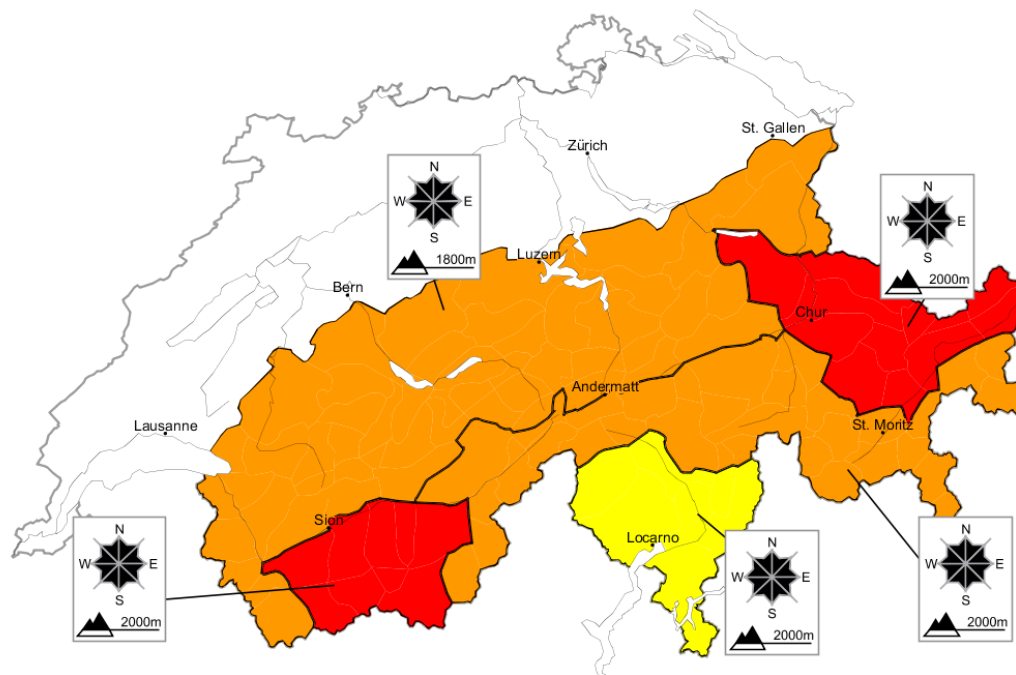 St. Gallen
Zürich
N
W E
S
1800m
N
W E
S
2000m
Luzern
Bern
Chur
Andermatt
Lausanne
St. Moritz
Sion
N
W E
S
2000m
Locarno
N
W E
S
2000m
N
W E
S
2000m